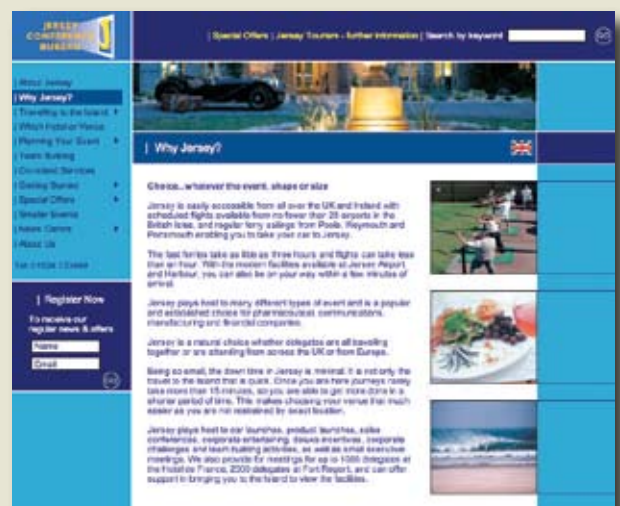 JERSEY
CONFERENCE
BUREAU
| Special Offers | Jersey Tourism - further information | Search by keyword
GO
| About Jersey
| Why Jersey?
| Travelling to the Island
| Which Hotel or Venue
| Planning Your Event
| Team Building
| On-island Services
| Getting Started
| Special Offers
| Smaller Events
| News Centre
| About Us
| Register Now
To receive our
regular news & offers
Name
Email
GO
| Why Jersey?
Choice...whatever the event, shape or size
Jersey is easily accessible from all over the UK and Ireland with
scheduled flights available from no fewer than 28 airports in the
British Isles, and regular ferry sailings from Poole, Weymouth and
Portsmouth enabling you to take your car to Jersey.
The fast ferries take as little as three hours and flights can take less
than an hour. With the modern facilities available at Jersey Airport
and Harbour, you can also be on your way within a few minutes of
arrival.
Jersey plays host to many different types of event and is a popular
and established choice for pharmaceutical, communications,
manufacturing and financial companies.
Jersey is a natural choice whether delegates are all travelling
together or are attending from across the UK or from Europe.
Being so small, the down time in Jersey is minimal. It is not only the
travel to the Island that is quick. Once you are here journeys rarely
take more than 15 minutes, so you are able to get more done in a
shorter period of time. This makes choosing your venue that much
easier as you are not restrained by exact location.
Jersey plays host to car launches, product launches, sales
conferences, corporate entertaining, deluxe incentives, corporate
challenges and team building activities, as well as small executive
meetings. We also provide for meetings for up to 1000 delegates at
the Hotel de France, 2000 delegates at Fort Regent, and can offer
support in bringing you to the Island to view the facilities.